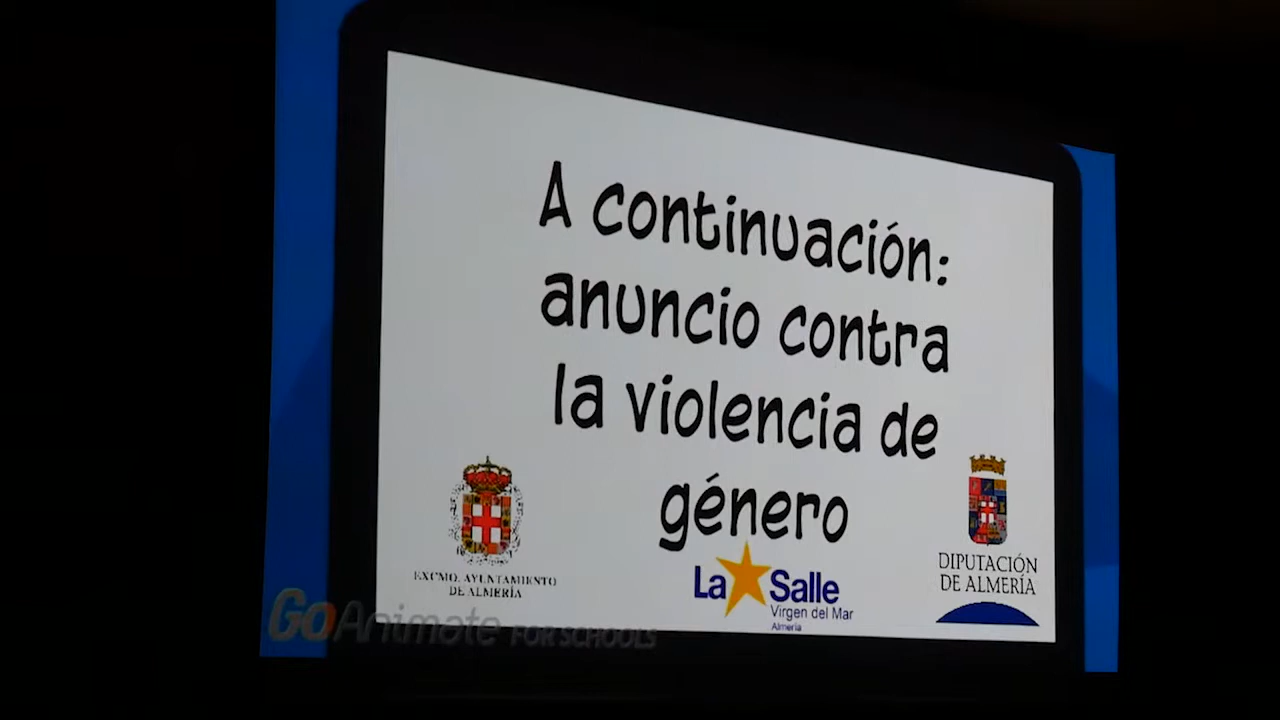 A continuación:
anuncio contra
la violencia de
género
EXCMO. AYUNTAMIENTO
DE ALMERÍA
La Salle
Virgen del Mar
Almería
DIPUTACIÓN
DE ALMERÍA
GoAnimate FOR SCHOOLS